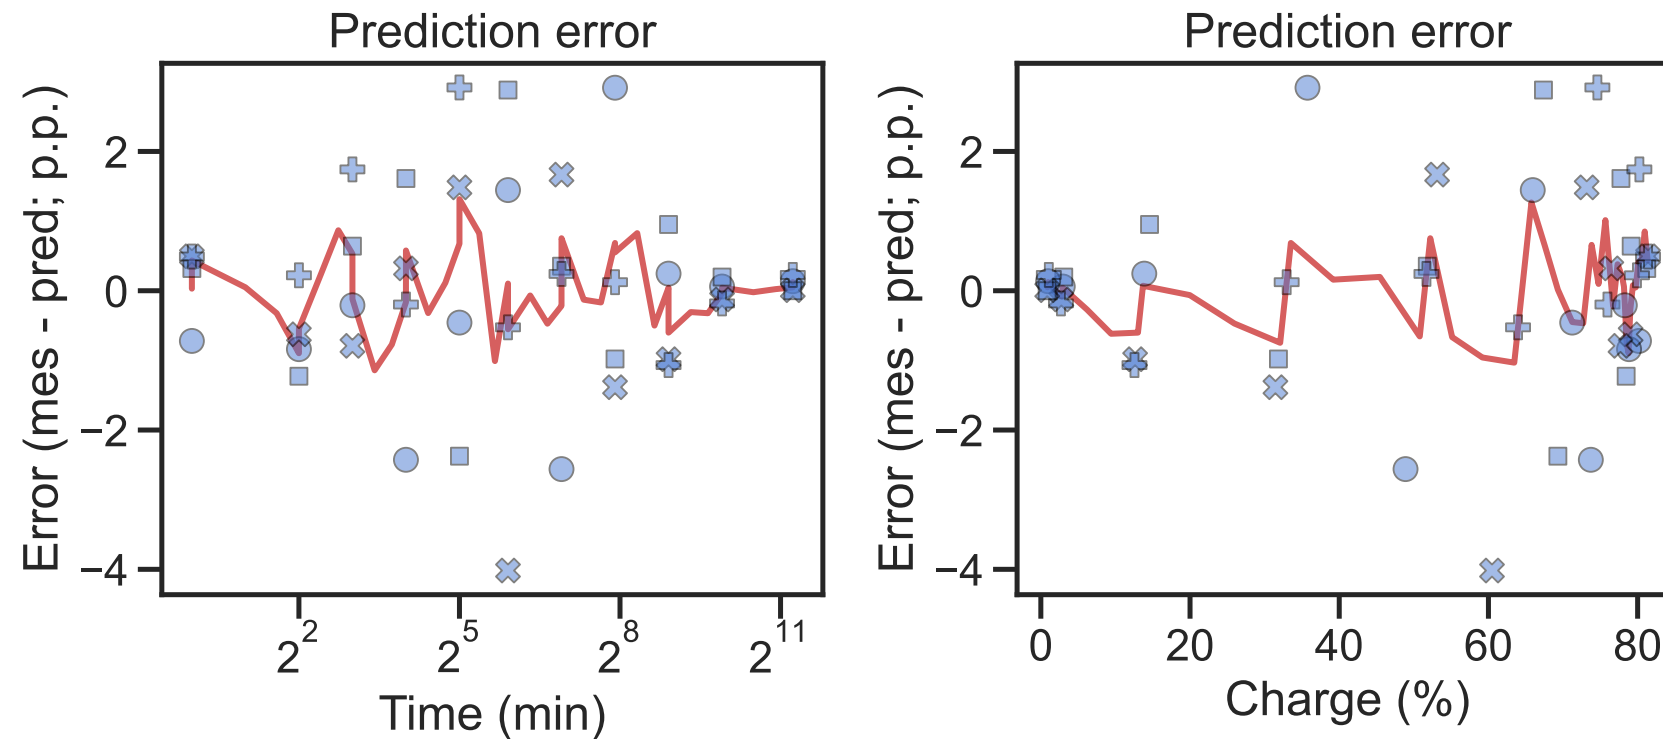 Prediction error
Error (mes - pred; p.p.)
2
0
−2
−4
2^2
2^5
2^8
2^11
Time (min)
Prediction error
Error (mes - pred; p.p.)
2
0
−2
−4
0
20
40
60
80
Charge (%)